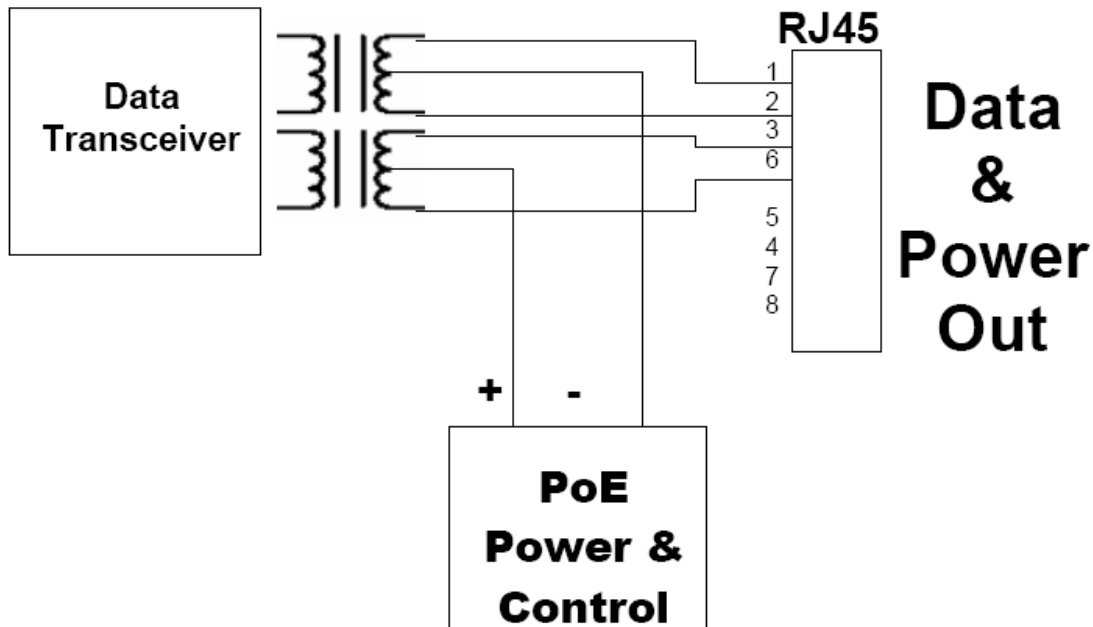 Data
Transceiver
RJ45
1
2
3
6
5
4
7
8
Data
&
Power
Out
+ -
PoE
Power &
Control